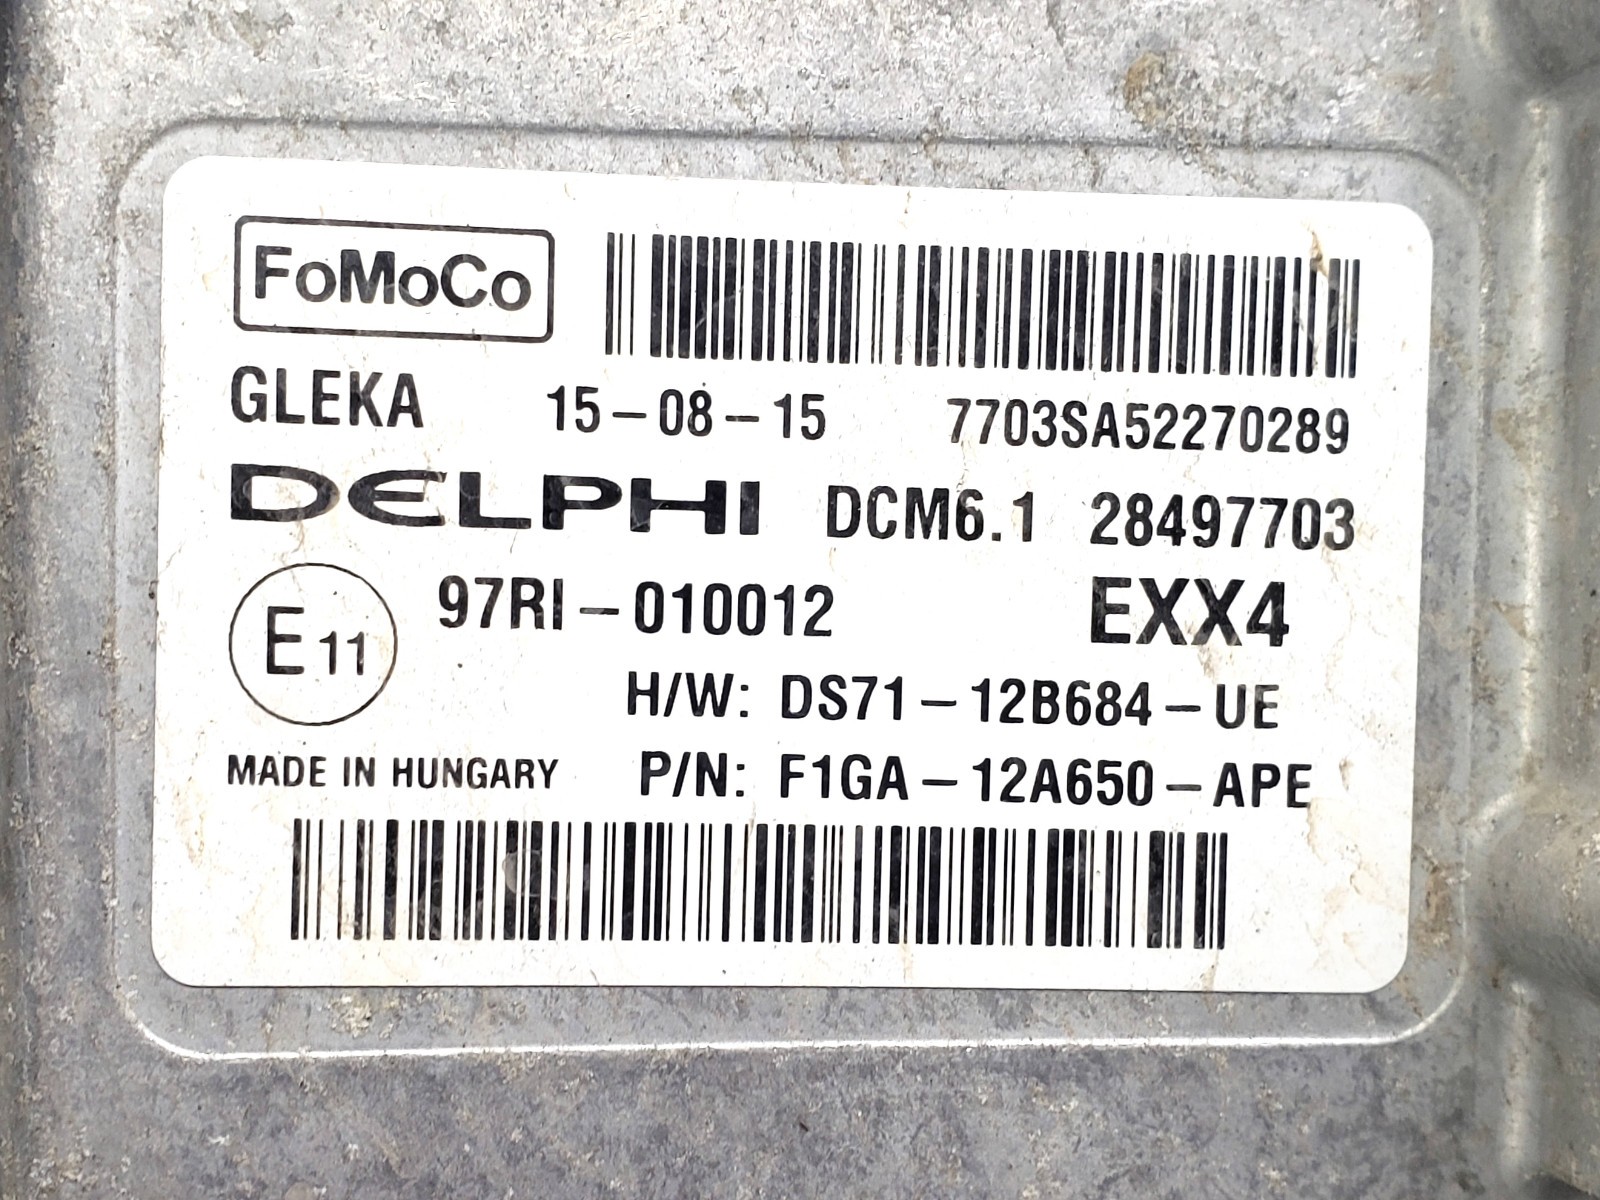 FoMoCo
GLEKA 15-08-15 7703SA52270289
DELPHI DCM6.1 28497703
E11 97RI-010012 EXX4
H/W: DS71-12B684-UE
MADE IN HUNGARY P/N: F1GA-12A650-APE